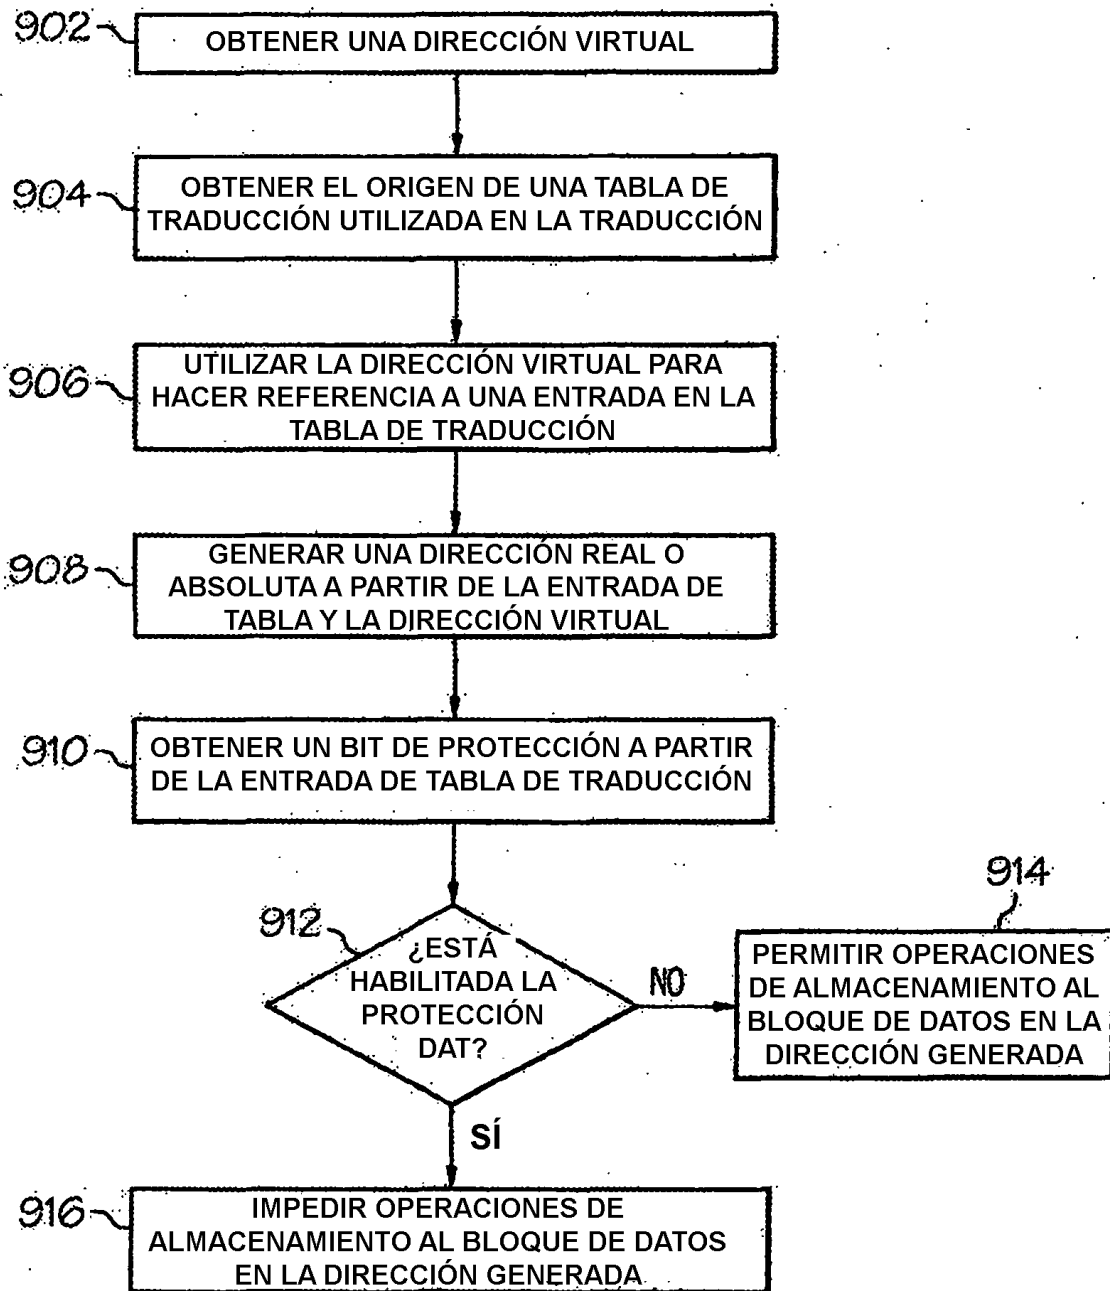 902
OBTENER UNA DIRECCIÓN VIRTUAL
904
OBTENER EL ORIGEN DE UNA TABLA DE
TRADUCCIÓN UTILIZADA EN LA TRADUCCIÓN
906
UTILIZAR LA DIRECCIÓN VIRTUAL PARA
HACER REFERENCIA A UNA ENTRADA EN LA
TABLA DE TRADUCCIÓN
908
GENERAR UNA DIRECCIÓN REAL O
ABSOLUTA A PARTIR DE LA ENTRADA DE
TABLA Y LA DIRECCIÓN VIRTUAL
910
OBTENER UN BIT DE PROTECCIÓN A PARTIR
DE LA ENTRADA DE TABLA DE TRADUCCIÓN
912
¿ESTÁ
HABILITADA LA
PROTECCIÓN
DAT?
NO
914
PERMITIR OPERACIONES
DE ALMACENAMIENTO AL
BLOQUE DE DATOS EN LA
DIRECCIÓN GENERADA
SÍ
916
IMPEDIR OPERACIONES DE
ALMACENAMIENTO AL BLOQUE DE DATOS
EN LA DIRECCIÓN GENERADA